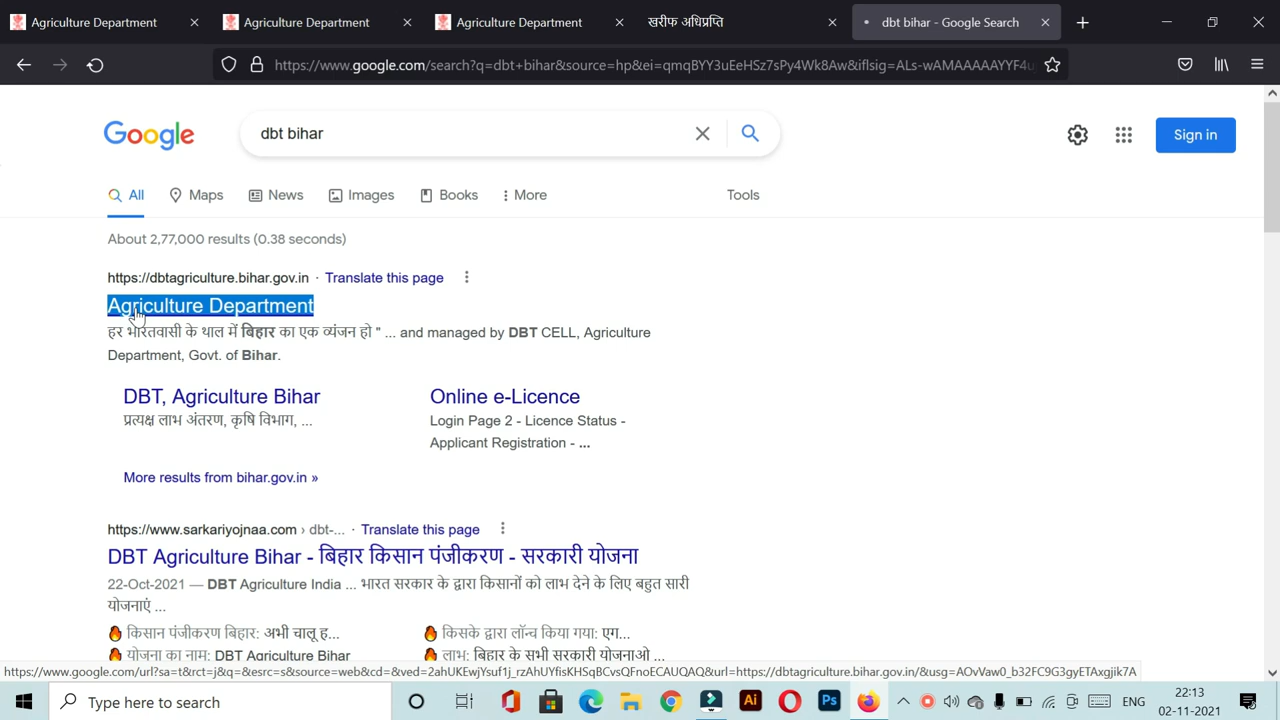 Agriculture Department
Agriculture Department
Agriculture Department
खरीफ अधिप्राप्ति
dbt bihar - Google Search
https://www.google.com/search?q=dbt+bihar&source=hp&ei=qmqBYY3uEeHSz7sPy4Wk8Aw&iflsig=ALs-wAMAAAAAYYF4u
Google
dbt bihar
Sign in
All
Maps
News
Images
Books
More
Tools
About 2,77,000 results (0.38 seconds)
https://dbtagriculture.bihar.gov.in · Translate this page
Agriculture Department
हर भारतवासी के थाल में बिहार का एक व्यंजन हो " ... and managed by DBT CELL, Agriculture
Department, Govt. of Bihar.
DBT, Agriculture Bihar
प्रत्यक्ष लाभ अंतरण, कृषि विभाग, ...
Online e-Licence
Login Page 2 - Licence Status -
Applicant Registration - ...
More results from bihar.gov.in »
https://www.sarkariyojnaa.com › dbt-... · Translate this page
DBT Agriculture Bihar - बिहार किसान पंजीकरण - सरकारी योजना
22-Oct-2021 — DBT Agriculture India ... भारत सरकार के द्वारा किसानों को लाभ देने के लिए बहुत सारी
योजनाएं ...
किसान पंजीकरण बिहार: अभी चालू ह...
किसके द्वारा लॉन्च किया गया: एग...
योजना का नाम: DBT Agriculture Bihar
लाभ: बिहार के सभी सरकारी योजनाओ ...
https://www.google.com/url?sa=t&rct=j&q=&esrc=s&source=web&cd=&ved=2ahUKEwjYsuf1j_rzAhUYfisKHSqBCvsQFnoECAUQAQ&url=https://dbtagriculture.bihar.gov.in/&usg=AOvVaw0_b32FC9G3gyETAxgjik7A
Type here to search
Ai
Ps
ENG
22:13
02-11-2021